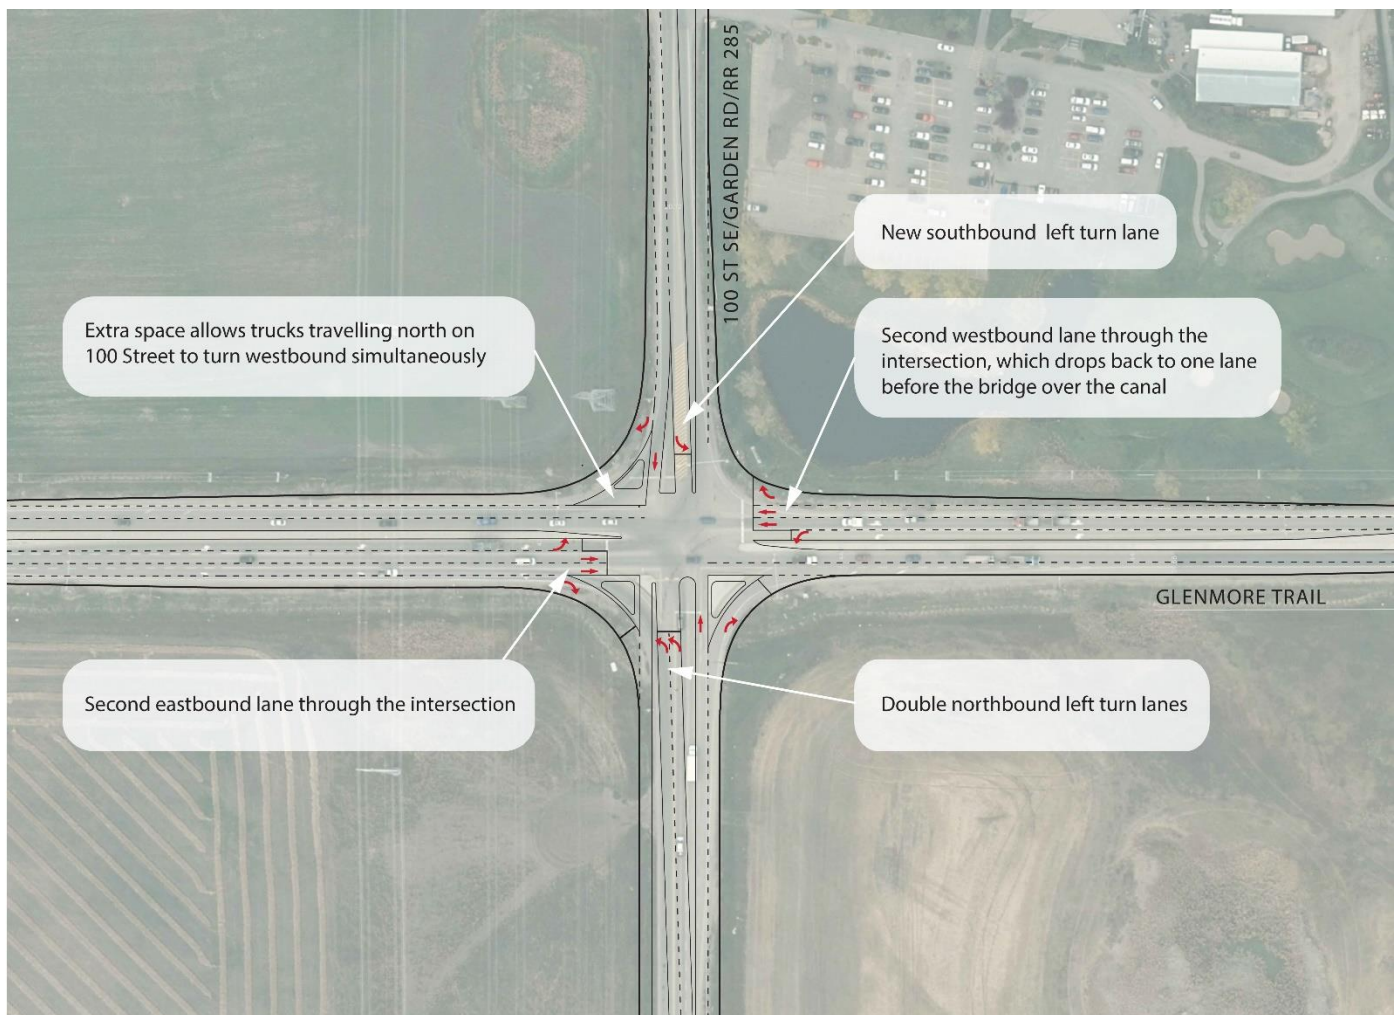 100 ST SE/GARDEN RD/RR 285
New southbound left turn lane
Extra space allows trucks travelling north on
100 Street to turn westbound simultaneously
Second westbound lane through the
intersection, which drops back to one lane
before the bridge over the canal
GLENMORE TRAIL
Second eastbound lane through the intersection
Double northbound left turn lanes